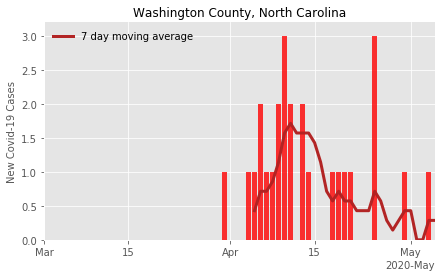 Washington County, North Carolina
7 day moving average
New Covid-19 Cases
3.0
2.5
2.0
1.5
1.0
0.5
0.0
Mar 15 Apr 15 May
2020-May